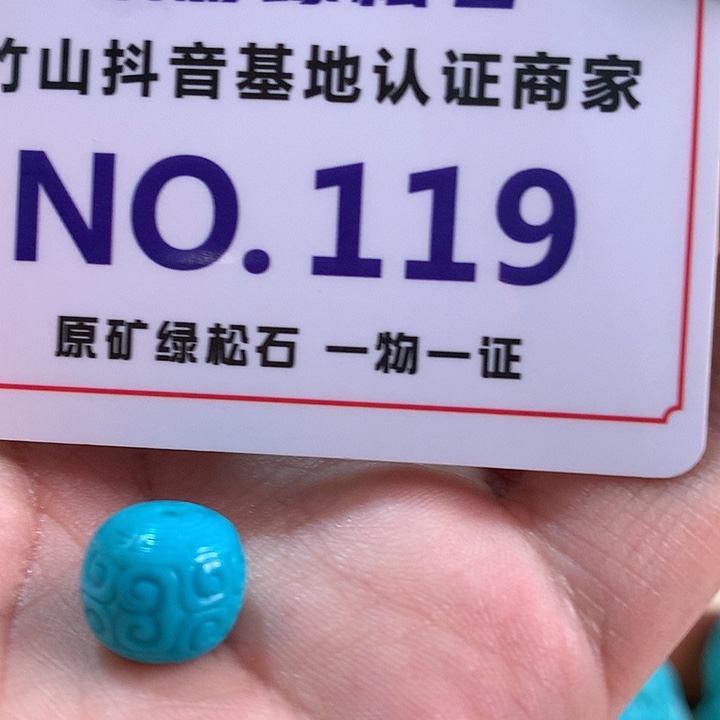 竹山抖音基地认证商家
NO. 119
原矿绿松石 一物一证